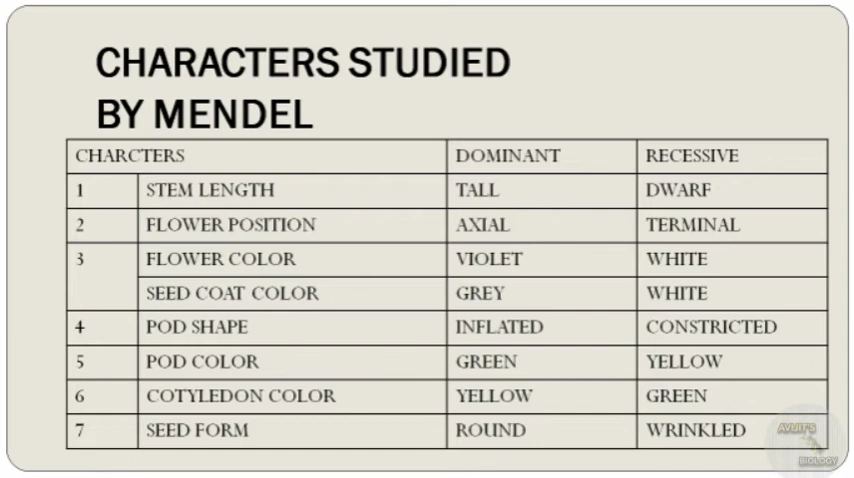 CHARACTERS STUDIED
BY MENDEL
CHARCTERS DOMINANT RECESSIVE
1 STEM LENGTH TALL DWARF
2 FLOWER POSITION AXIAL TERMINAL
3 FLOWER COLOR VIOLET WHITE
SEED COAT COLOR GREY WHITE
4 POD SHAPE INFLATED CONSTRICTED
5 POD COLOR GREEN YELLOW
6 COTYLEDON COLOR YELLOW GREEN
7 SEED FORM ROUND WRINKLED
AVIJIT'S
BIOLOGY